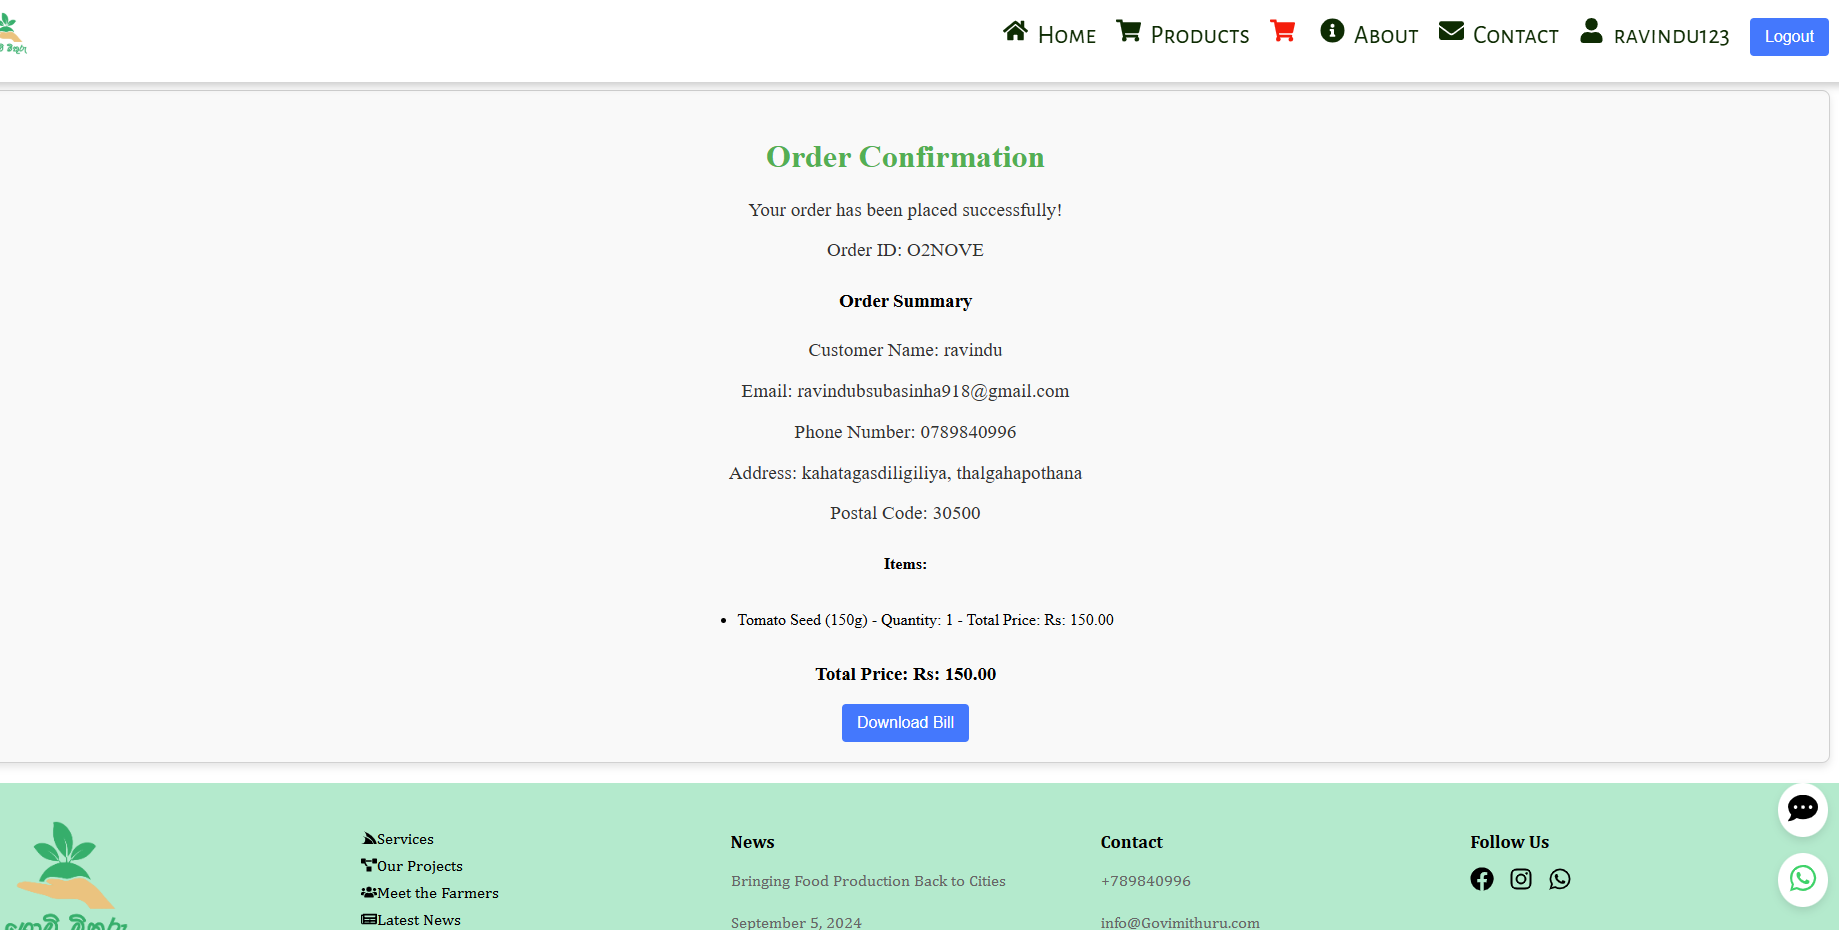 මිතුරු
Home Products About Contact ravindu123 Logout
Order Confirmation
Your order has been placed successfully!
Order ID: O2NOVE
Order Summary
Customer Name: ravindu
Email: ravindubsubasinha918@gmail.com
Phone Number: 0789840996
Address: kahatagasdiligiliya, thalgahapothana
Postal Code: 30500
Items:
• Tomato Seed (150g) - Quantity: 1 - Total Price: Rs: 150.00
Total Price: Rs: 150.00
Download Bill
ගොවි මිතුරු
Services
Our Projects
Meet the Farmers
Latest News
News
Bringing Food Production Back to Cities
September 5, 2024
Contact
+789840996
info@Govimithuru.com
Follow Us